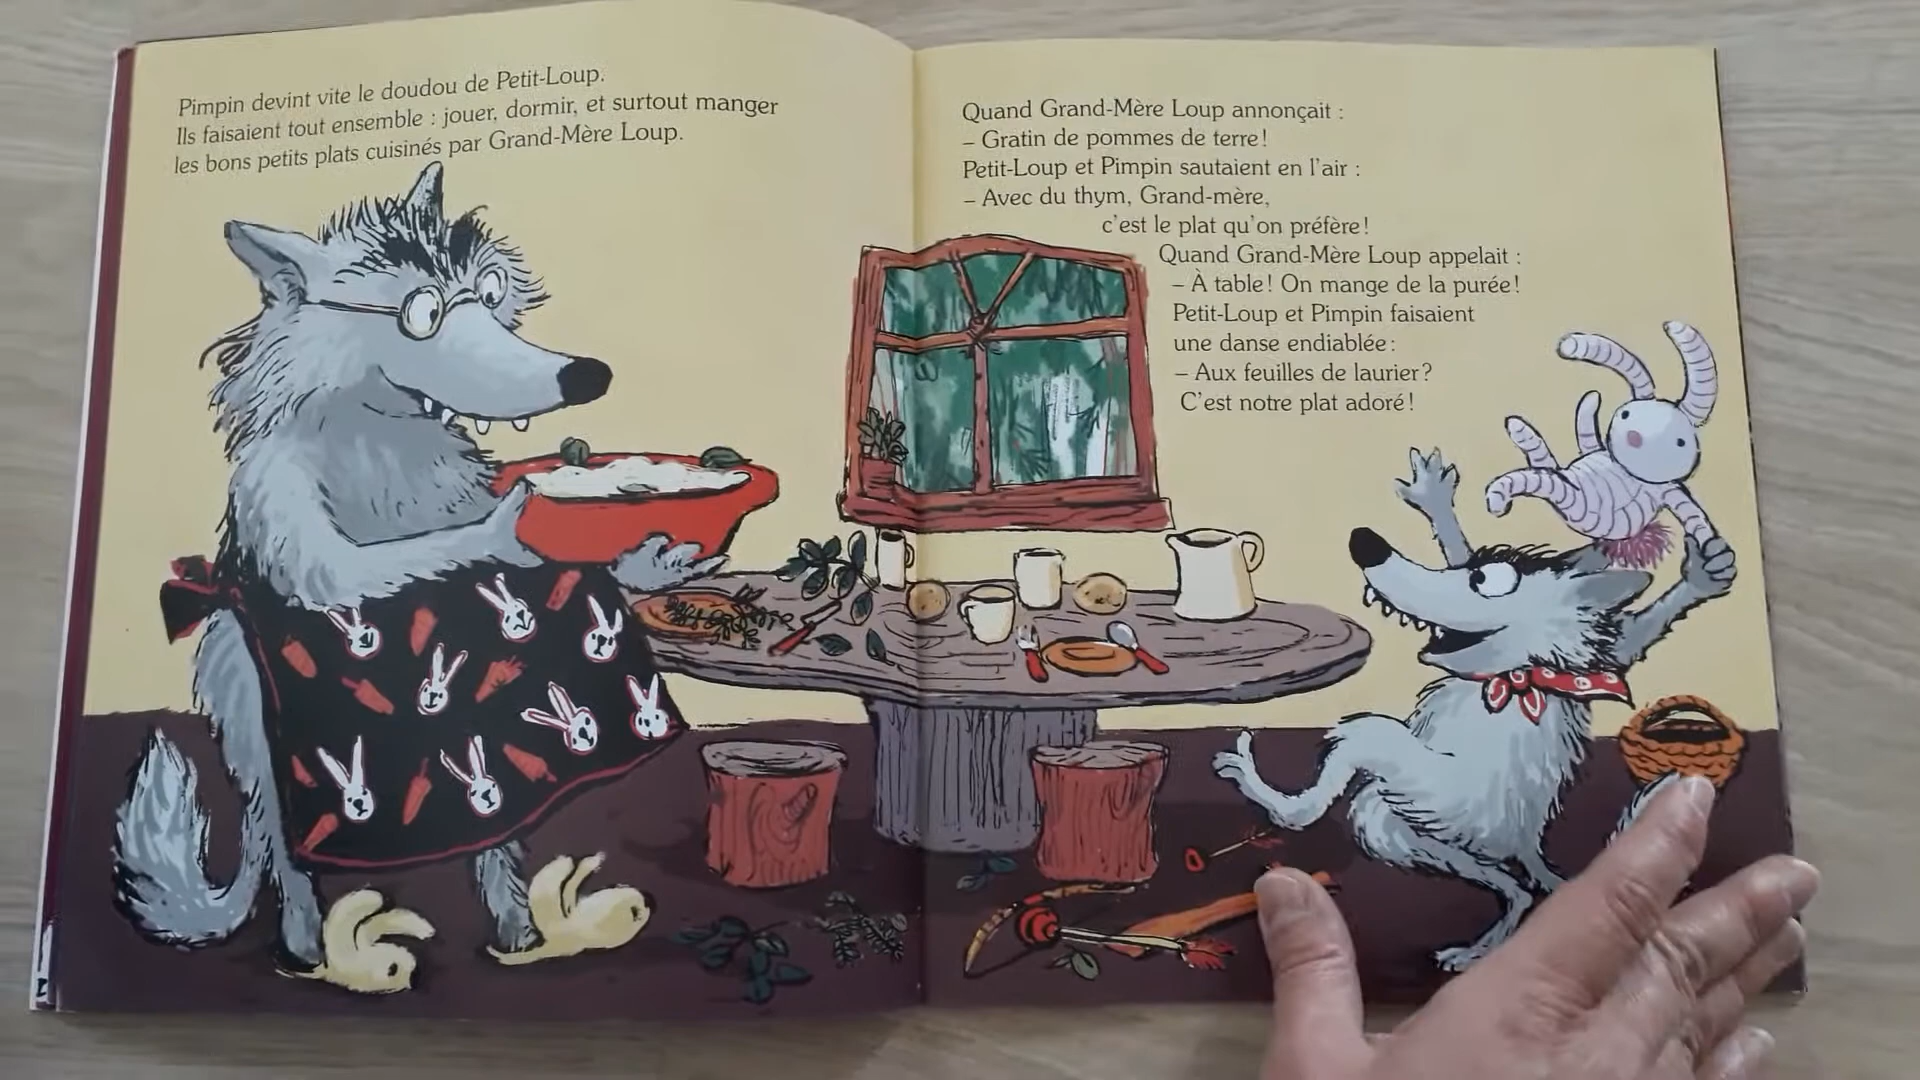 Pimpin devint vite le doudou de Petit-Loup.
Ils faisaient tout ensemble : jouer, dormir, et surtout manger
les bons petits plats cuisinés par Grand-Mère Loup.
Quand Grand-Mère Loup annonçait :
– Gratin de pommes de terre !
Petit-Loup et Pimpin sautaient en l'air :
– Avec du thym, Grand-mère,
c'est le plat qu'on préfère !
Quand Grand-Mère Loup appelait :
– À table ! On mange de la purée !
Petit-Loup et Pimpin faisaient
une danse endiablée :
– Aux feuilles de laurier ?
C'est notre plat adoré !